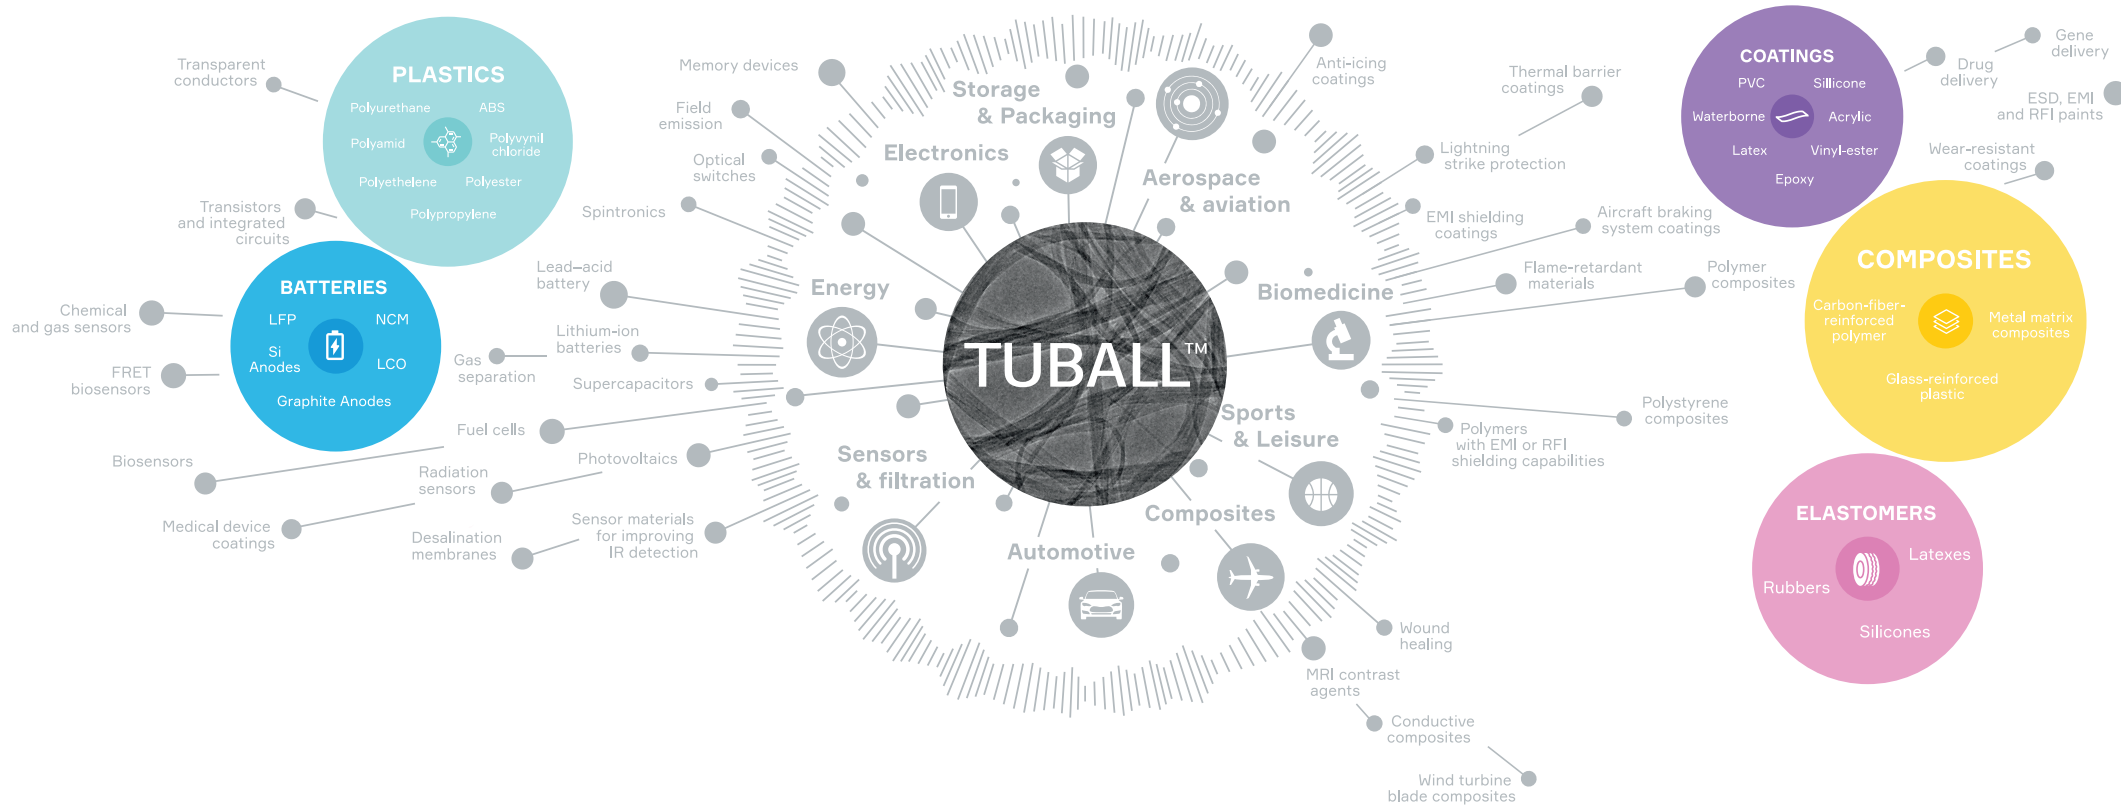 Transparent
conductors
PLASTICS
Polyurethane
ABS
Polyamid
Polyvynil
chloride
Polyethelene
Polyester
Polypropylene
Transistors
and integrated
circuits
BATTERIES
LFP
NCM
Si
Anodes
LCO
Graphite Anodes
Chemical
and gas sensors
FRET
biosensors
Biosensors
Medical device
coatings
Memory devices
Field
emission
Optical
switches
Spintronics
Lead–acid
battery
Lithium-ion
batteries
Gas
separation
Supercapacitors
Fuel cells
Photovoltaics
Radiation
sensors
Desalination
membranes
Sensor materials
for improving
IR detection
Storage
& Packaging
Electronics
Aerospace
& aviation
Energy
Biomedicine
TUBALL™
Sports
& Leisure
Sensors
& filtration
Composites
Automotive
Anti-icing
coatings
Thermal barrier
coatings
Lightning
strike protection
EMI shielding
coatings
Aircraft braking
system coatings
Flame-retardant
materials
Polymer
composites
Polystyrene
composites
Polymers
with EMI or RFI
shielding capabilities
Wound
healing
MRI contrast
agents
Conductive
composites
Wind turbine
blade composites
COATINGS
PVC
Sillicone
Waterborne
Acrylic
Latex
Vinyl-ester
Epoxy
Drug
delivery
Gene
delivery
ESD, EMI
and RFI paints
Wear-resistant
coatings
COMPOSITES
Carbon-fiber-
reinforced
polymer
Metal matrix
composites
Glass-reinforced
plastic
ELASTOMERS
Latexes
Rubbers
Silicones